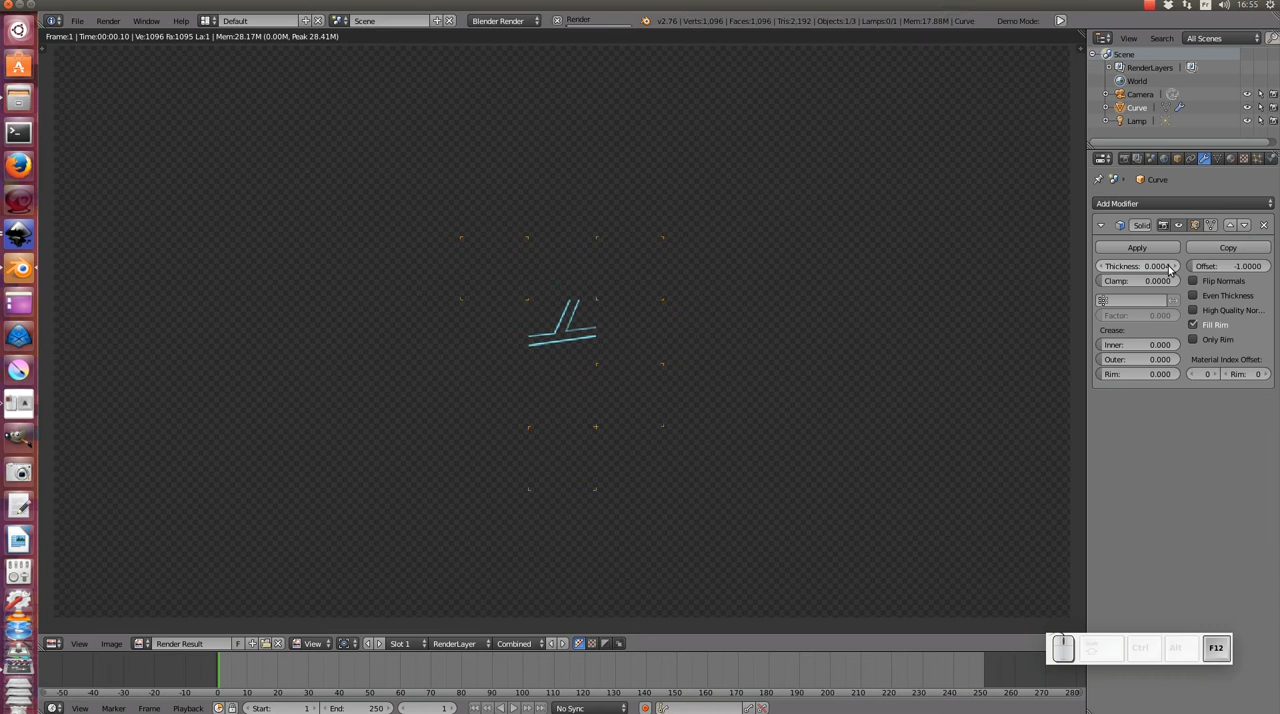 Fr 16:55
File Render Window Help Default Scene Blender Render Render v2.76 | Verts:1,096 | Faces:1,096 | Tris:2,192 | Objects:1/3 | Lamps:0/1 | Mem:17.88M | Curve Demo Mode:
Frame:1 | Time:00:00.10 | Ve:1096 Fa:1095 La:1 | Mem:28.17M (0.00M, Peak 28.41M)
View Search All Scenes
Scene
RenderLayers
World
Camera
Curve
Lamp
Curve
Add Modifier
Solid
Apply Copy
Thickness: 0.0004 Offset: -1.0000
Clamp: 0.0000 Flip Normals
Even Thickness
High Quality Nor...
Factor: 0.000
Fill Rim
Crease:
Only Rim
Inner: 0.000
Outer: 0.000 Material Index Offset:
Rim: 0.000 0 Rim: 0
View Image Render Result F View Slot 1 RenderLayer Combined
Ctrl Alt F12
-50 -40 -30 -20 -10 0 10 20 30 40 50 60 70 80 90 100 110 120 130 140 150 160 170 180 190 200 210 220 230 240 250 260 270 280
View Marker Frame Playback Start: 1 End: 250 1 No Sync